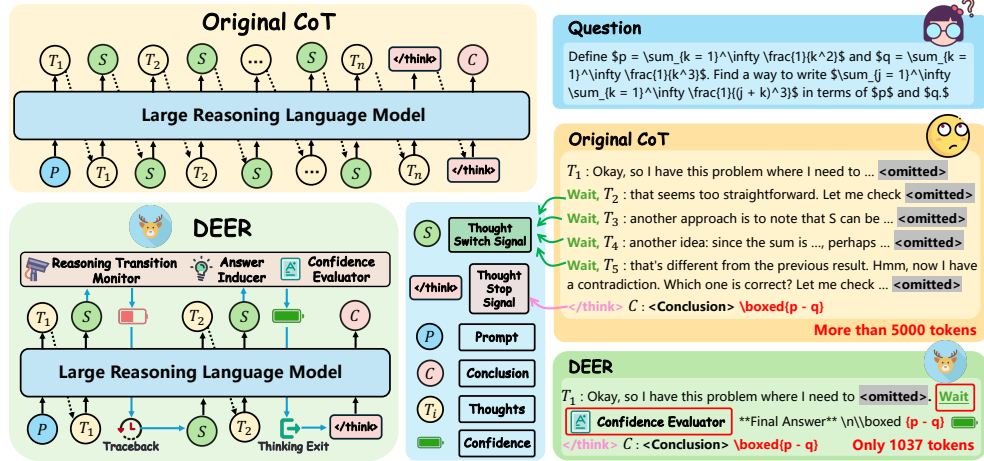 Original CoT
T1 S T2 S ... S Tn </think> C
Large Reasoning Language Model
P T1 S T2 S ... S Tn </think>
DEER
Reasoning Transition
Monitor
Answer
Inducer
Confidence
Evaluator
T1 S T2 S C
Large Reasoning Language Model
P T1 S T2 </think>
Traceback
Thinking Exit
S Thought
Switch Signal
</think> Thought
Stop
Signal
P Prompt
C Conclusion
Ti Thoughts
Confidence
Question
Define $p = \sum_{k = 1}^\infty \frac{1}{k^2}$ and $q = \sum_{k =
1}^\infty \frac{1}{k^3}$. Find a way to write $\sum_{j = 1}^\infty
\sum_{k = 1}^\infty \frac{1}{(j + k)^3}$ in terms of $p$ and $q.$
Original CoT
T1 : Okay, so I have this problem where I need to ... <omitted>
Wait, T2 : that seems too straightforward. Let me check <omitted>
Wait, T3 : another approach is to note that S can be ... <omitted>
Wait, T4 : another idea: since the sum is ..., perhaps ... <omitted>
Wait, T5 : that's different from the previous result. Hmm, now I have
a contradiction. Which one is correct? Let me check ... <omitted>
</think> C : <Conclusion> \boxed{p - q}
More than 5000 tokens
DEER
T1 : Okay, so I have this problem where I need to <omitted>. Wait
Confidence Evaluator **Final Answer** \n\\boxed {p - q}
</think> C : <Conclusion> \boxed{p - q} Only 1037 tokens